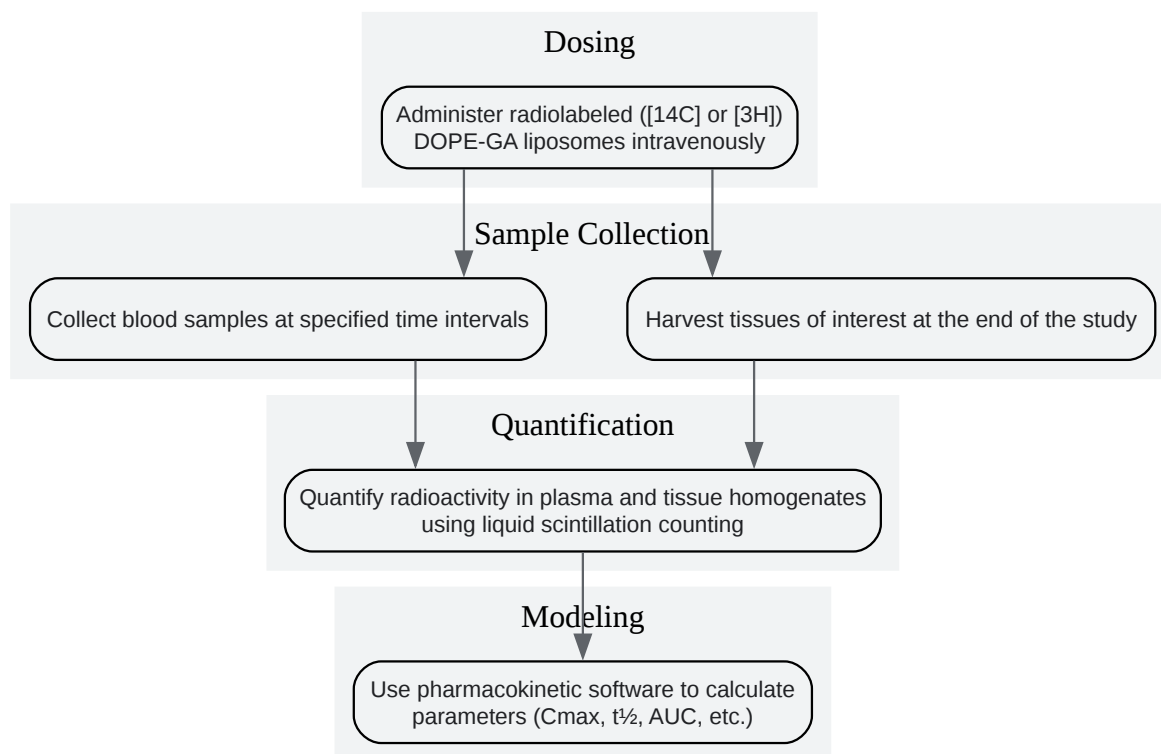 Dosing
Administer radiolabeled ([14C] or [3H])
DOPE-GA liposomes intravenously
Sample Collection
Collect blood samples at specified time intervals
Harvest tissues of interest at the end of the study
Quantification
Quantify radioactivity in plasma and tissue homogenates
using liquid scintillation counting
Modeling
Use pharmacokinetic software to calculate
parameters (Cmax, t½, AUC, etc.)